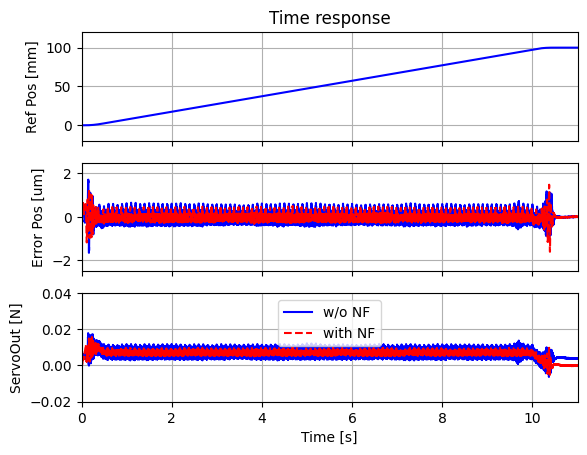 Time response
Ref Pos [mm]
100
50
0
Error Pos [um]
2
0
−2
ServoOut [N]
0.04
0.02
0.00
−0.02
w/o NF
with NF
0 2 4 6 8 10
Time [s]